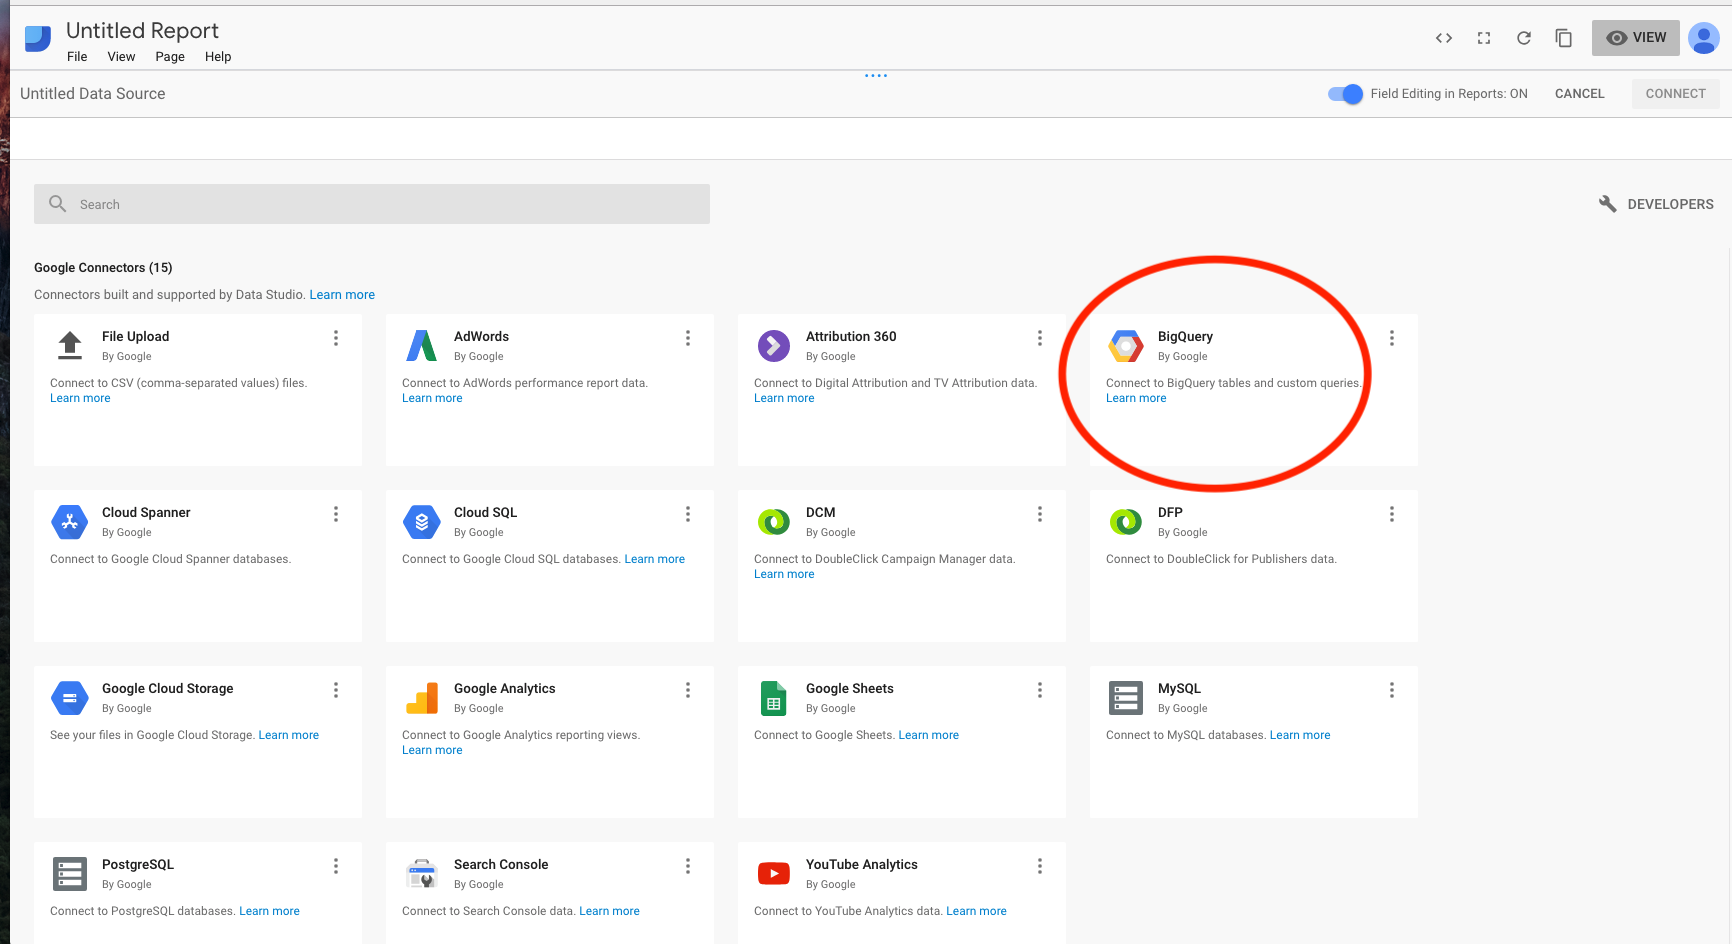 Untitled Report
File View Page Help
VIEW
Untitled Data Source
Field Editing in Reports: ON
CANCEL
CONNECT
Search
DEVELOPERS
Google Connectors (15)
Connectors built and supported by Data Studio. Learn more
File Upload
By Google
Connect to CSV (comma-separated values) files.
Learn more
AdWords
By Google
Connect to AdWords performance report data.
Learn more
Attribution 360
By Google
Connect to Digital Attribution and TV Attribution data.
Learn more
BigQuery
By Google
Connect to BigQuery tables and custom queries.
Learn more
Cloud Spanner
By Google
Connect to Google Cloud Spanner databases.
Cloud SQL
By Google
Connect to Google Cloud SQL databases. Learn more
DCM
By Google
Connect to DoubleClick Campaign Manager data.
Learn more
DFP
By Google
Connect to DoubleClick for Publishers data.
Google Cloud Storage
By Google
See your files in Google Cloud Storage. Learn more
Google Analytics
By Google
Connect to Google Analytics reporting views.
Learn more
Google Sheets
By Google
Connect to Google Sheets. Learn more
MySQL
By Google
Connect to MySQL databases. Learn more
PostgreSQL
By Google
Connect to PostgreSQL databases. Learn more
Search Console
By Google
Connect to Search Console data. Learn more
YouTube Analytics
By Google
Connect to YouTube Analytics data. Learn more